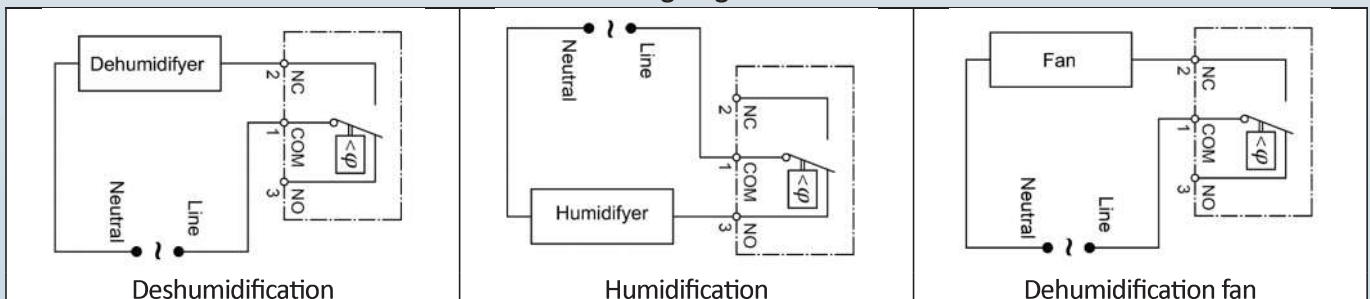 Dehumidifyer
2
NC
1
COM
<φ
3
NO
Neutral
~
Line
Deshumidification
Neutral
~
Line
2
NC
1
COM
<φ
Humidifyer
3
NO
Humidification
Fan
2
NC
1
COM
<φ
3
NO
Neutral
~
Line
Dehumidification fan